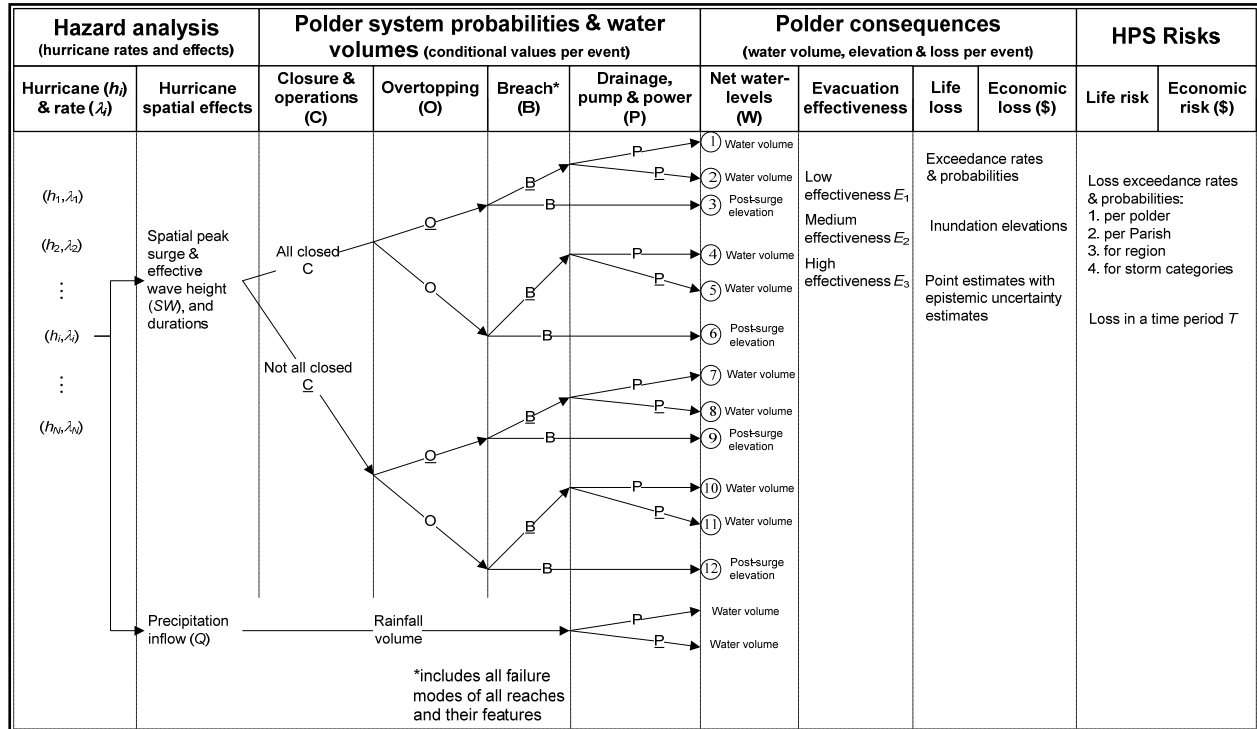 Hazard analysis
(hurricane rates and effects)
Polder system probabilities & water
volumes (conditional values per event)
Polder consequences
(water volume, elevation & loss per event)
HPS Risks
Hurricane (hi)
& rate (λi)
Hurricane
spatial effects
Closure &
operations
(C)
Overtopping
(O)
Breach*
(B)
Drainage,
pump & power
(P)
Net water-
levels
(W)
Evacuation
effectiveness
Life
loss
Economic
loss ($)
Life risk
Economic
risk ($)
(h1,λ1)
(h2,λ2)
⋮
(hi,λi)
⋮
(hN,λN)
Spatial peak
surge &
effective
wave height
(SW), and
durations
All closed
C
Not all closed
C
O
O
O
O
B
B
B
B
B
B
B
B
P
P
P
P
P
P
P
P
1 Water volume
2 Water volume
3 Post-surge
elevation
4 Water volume
5 Water volume
6 Post-surge
elevation
7 Water volume
8 Water volume
9 Post-surge
elevation
10 Water volume
11 Water volume
12 Post-surge
elevation
Low
effectiveness E1
Medium
effectiveness E2
High
effectiveness E3
Exceedance rates
& probabilities
Inundation elevations
Point estimates with
epistemic uncertainty
estimates
Loss exceedance rates
& probabilities:
1. per polder
2. per Parish
3. for region
4. for storm categories
Loss in a time period T
Precipitation
inflow (Q)
Rainfall
volume
P
P
Water volume
Water volume
*includes all failure
modes of all reaches
and their features